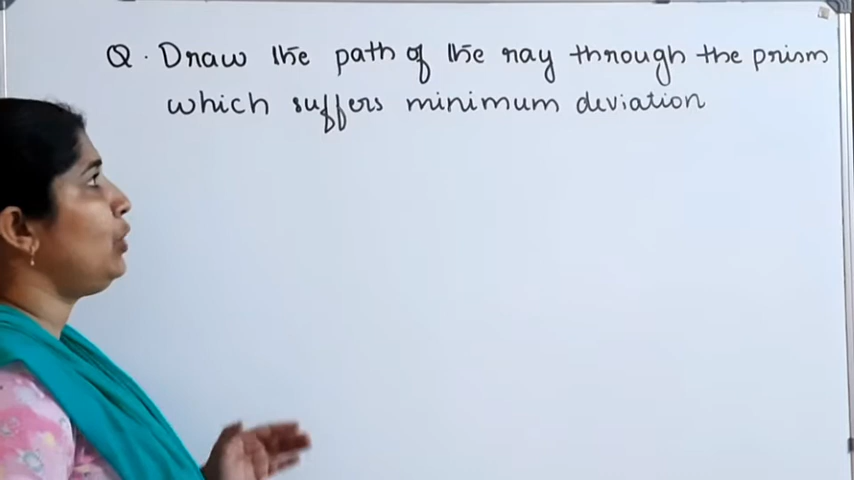 Q. Draw the path of the ray through the prism
which suffers minimum deviation